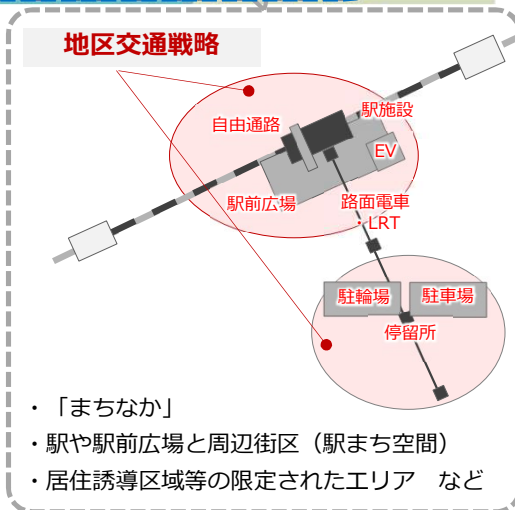 地区交通戦略
自由通路
駅施設
EV
駅前広場
路面電車
・LRT
駐輪場
駐車場
停留所
・「まちなか」
・駅や駅前広場と周辺街区（駅まち空間）
・居住誘導区域等の限定されたエリア　など